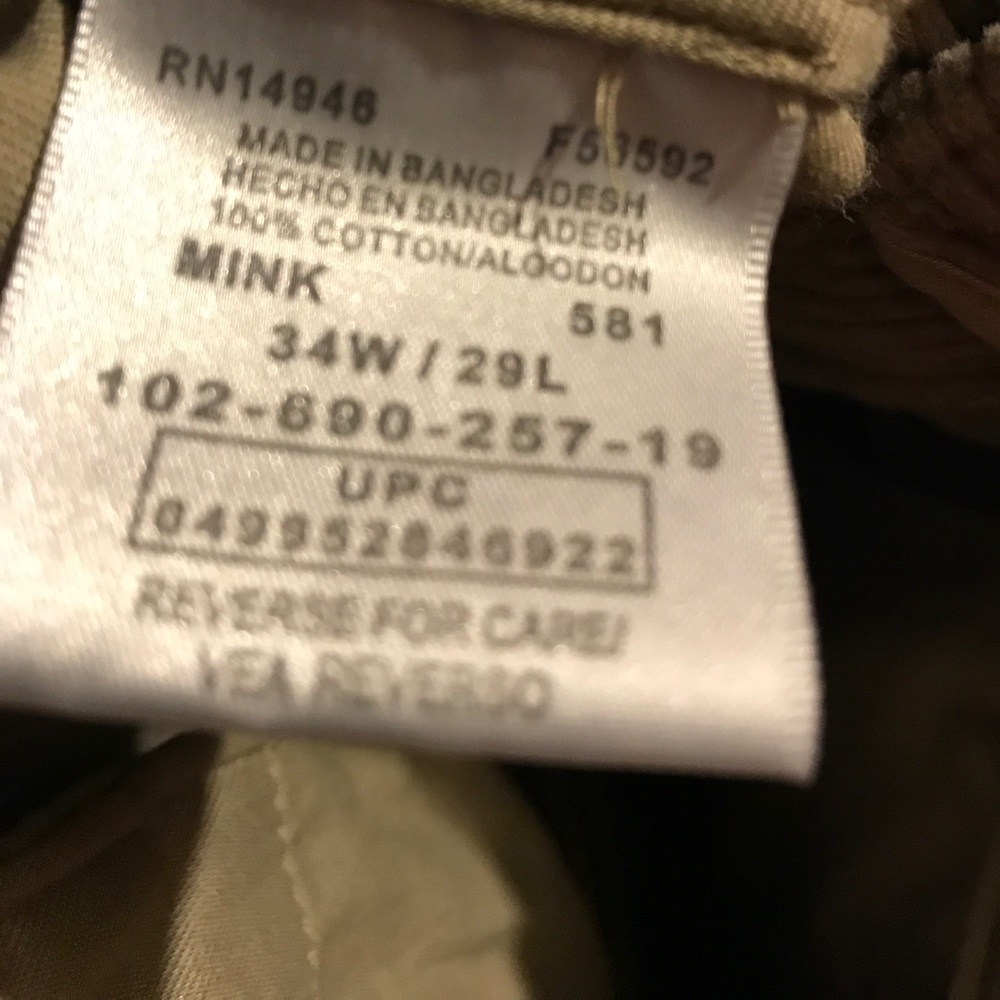 RN14946
MADE IN BANGLADESH
HECHO EN BANGLADESH
100% COTTON/ALGODON
MINK 581
34W / 29L
102-690-257-19
UPC
049952846922
REVERSE FOR CARE/
VEA REVERSO